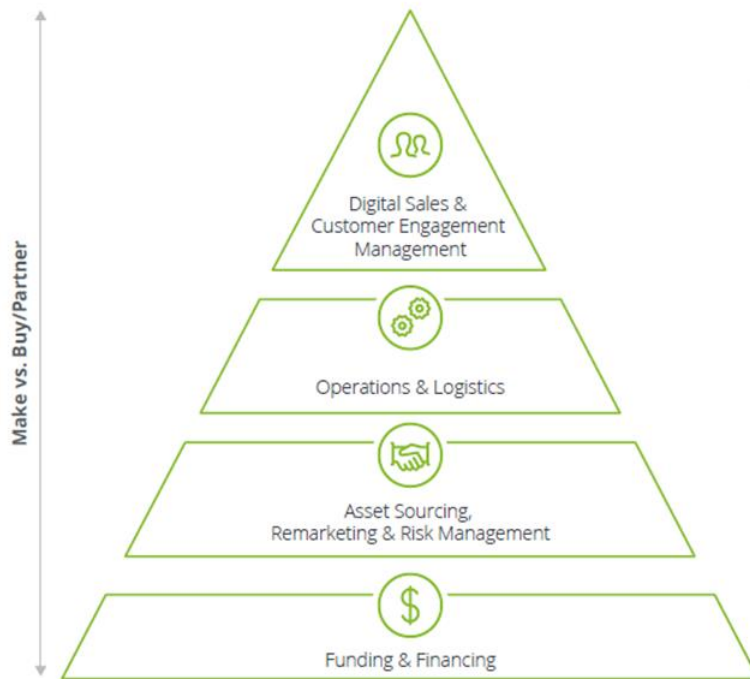 Make vs. Buy/Partner
Digital Sales &
Customer Engagement
Management
Operations & Logistics
Asset Sourcing,
Remarketing & Risk Management
$
Funding & Financing